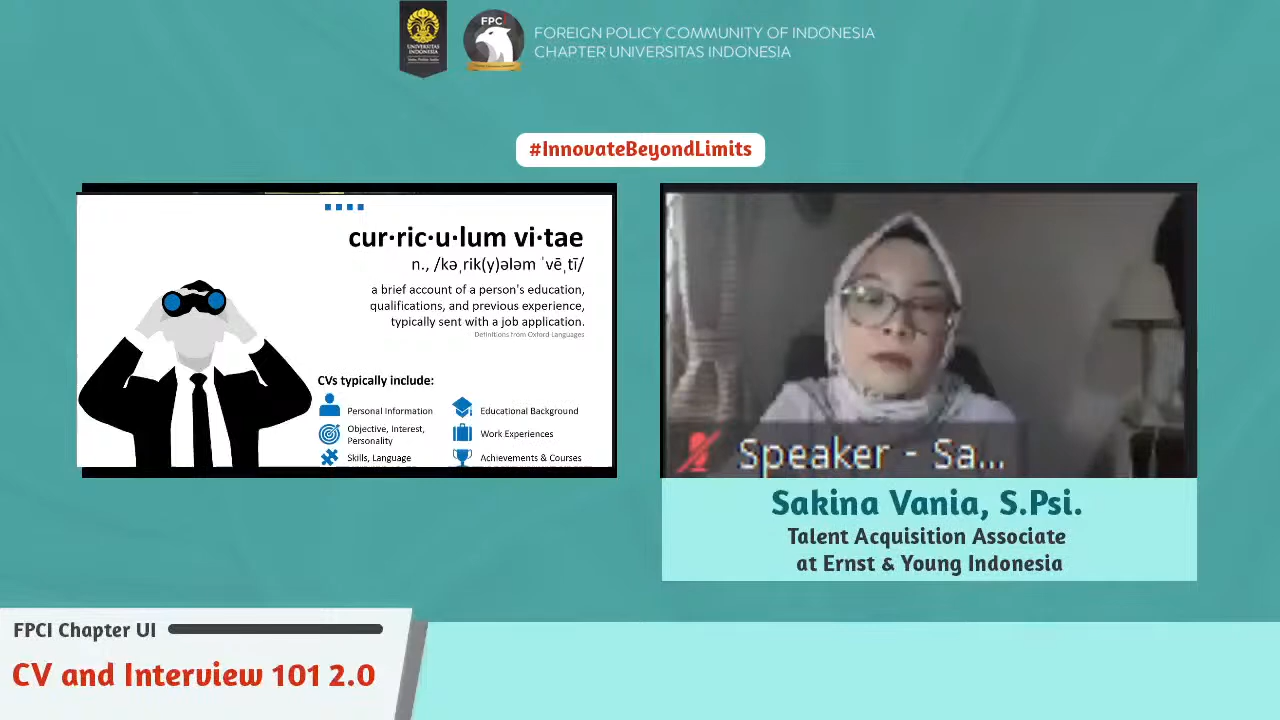 UNIVERSITAS
INDONESIA
FPC
FOREIGN POLICY COMMUNITY OF INDONESIA
CHAPTER UNIVERSITAS INDONESIA
#InnovateBeyondLimits
cur·ric·u·lum vi·tae
n., /kəˌrik(y)ələm ˈvēˌtī/
a brief account of a person's education,
qualifications, and previous experience,
typically sent with a job application.
Definitions from Oxford Languages
CVs typically include:
Personal Information
Educational Background
Objective, Interest,
Personality
Work Experiences
Skills, Language
Achievements & Courses
Speaker - Sa...
Sakina Vania, S.Psi.
Talent Acquisition Associate
at Ernst & Young Indonesia
FPCI Chapter UI
CV and Interview 101 2.0